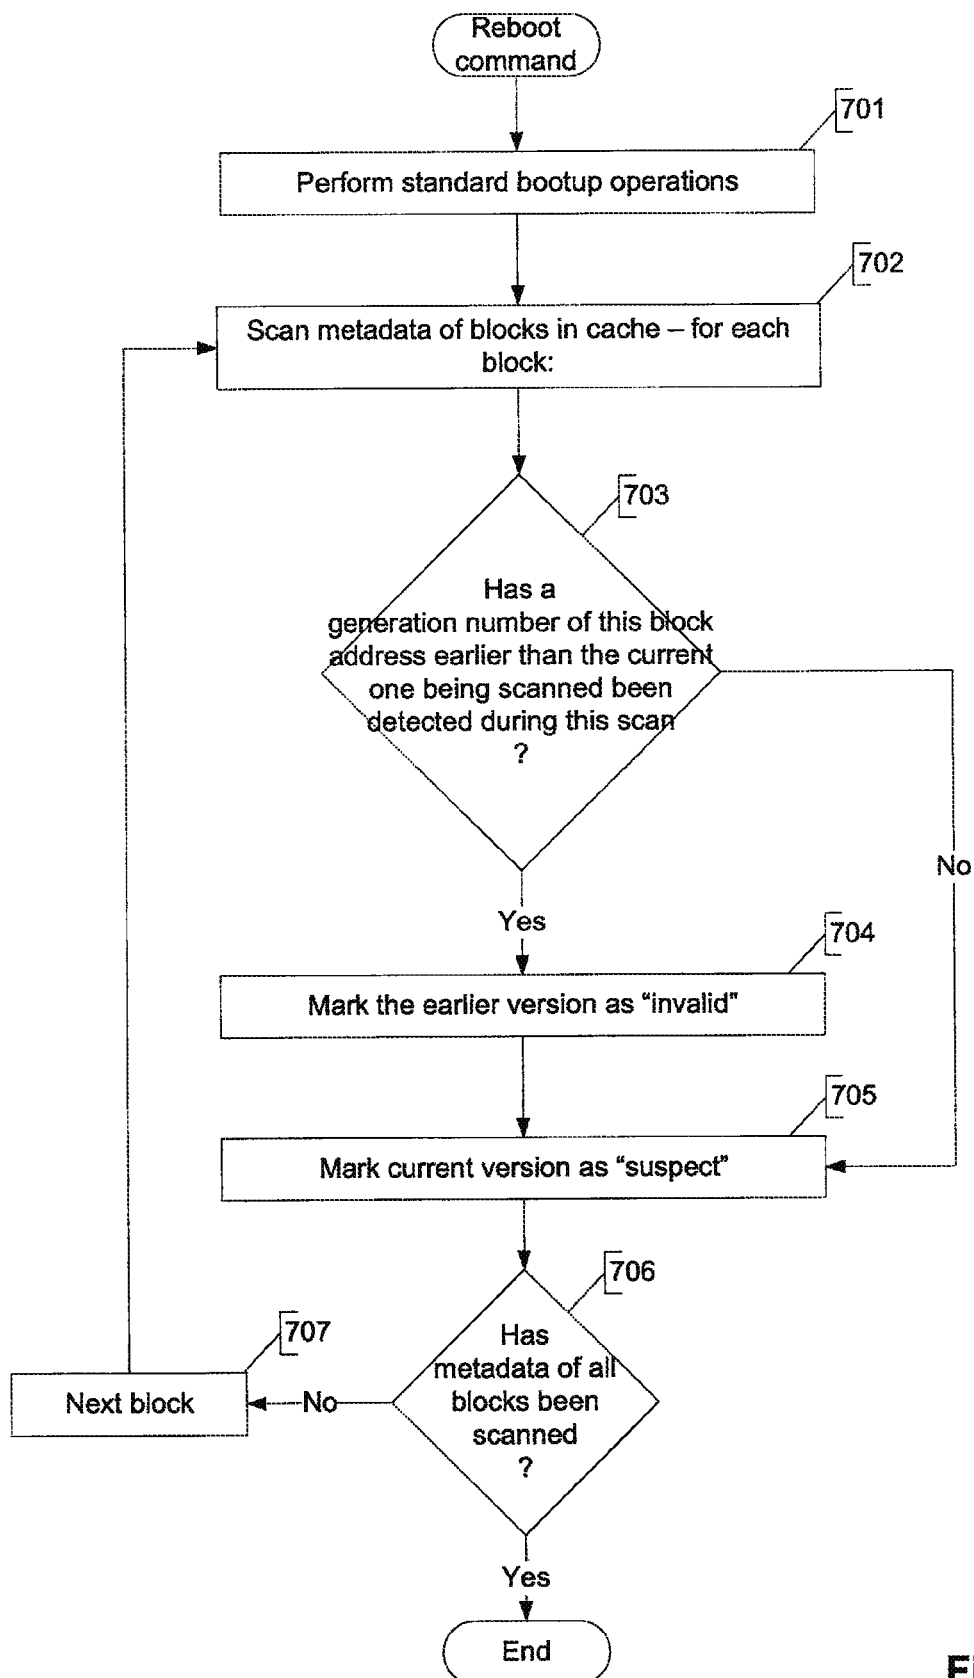 Reboot
command
701
Perform standard bootup operations
702
Scan metadata of blocks in cache – for each
block:
703
Has a
generation number of this block
address earlier than the current
one being scanned been
detected during this scan
?
No
Yes
704
Mark the earlier version as “invalid”
705
Mark current version as “suspect”
706
Has
metadata of all
blocks been
scanned
?
707
Next block
No
Yes
End